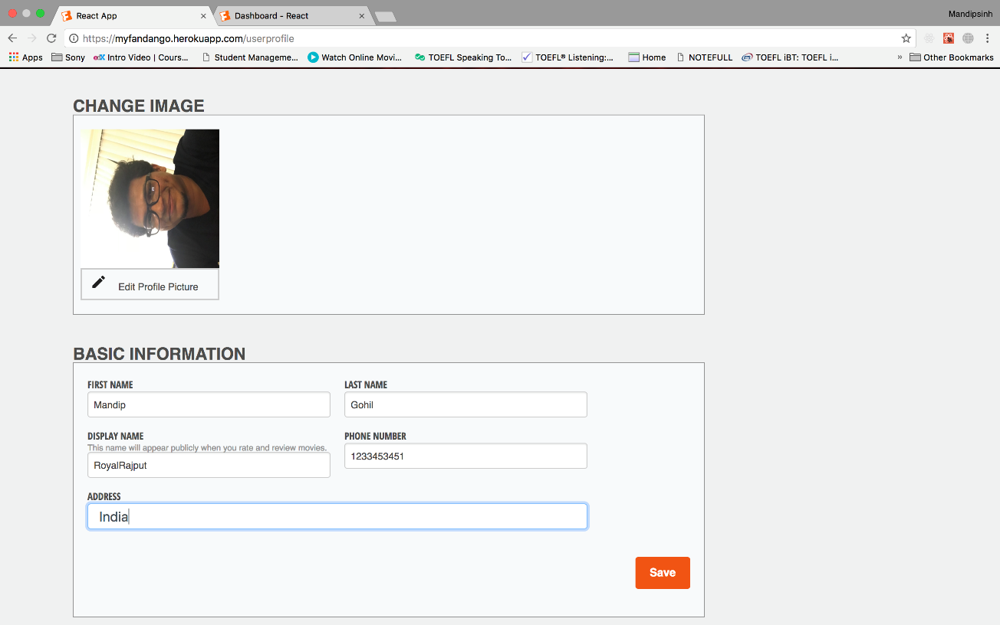 React App
Dashboard - React
Mandipsinh
https://myfandango.herokuapp.com/userprofile
Apps Sony edX Intro Video | Cours... Student Manageme... Watch Online Movi... TOEFL Speaking To... TOEFL® Listening:... Home NOTEFULL ETS TOEFL iBT: TOEFL i... » Other Bookmarks
CHANGE IMAGE
Edit Profile Picture
BASIC INFORMATION
FIRST NAME LAST NAME
Mandip Gohil
DISPLAY NAME PHONE NUMBER
This name will appear publicly when you rate and review movies.
RoyalRajput 1233453451
ADDRESS
India
Save